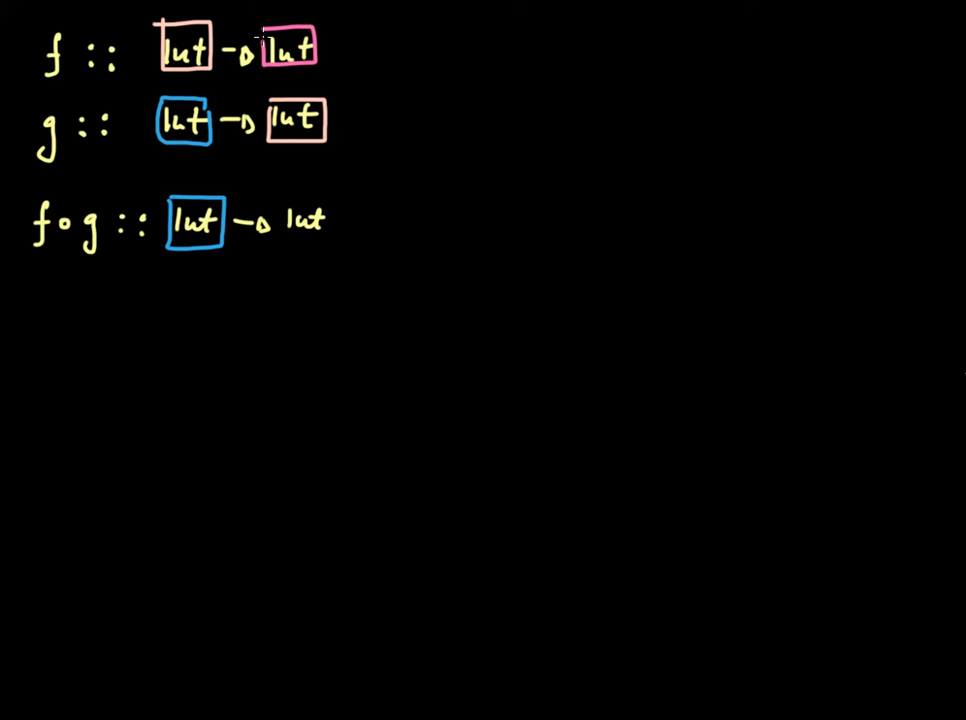 f :: Int → Int
g :: Int → Int
f∘g :: Int → Int